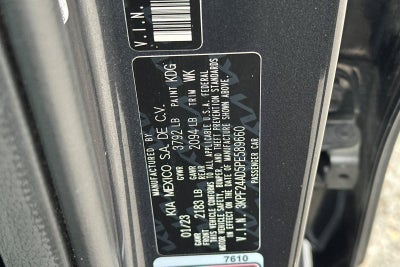 V.I.N.
MANUFACTURED BY
KIA MEXICO S.A. DE C.V.
01/23 GVWR 3792 LB PAINT KDG
GAWR FRONT 2183 LB GAWR REAR 2094 LB TRIM WK
THIS VEHICLE CONFORMS TO ALL APPLICABLE U.S.A. FEDERAL
MOTOR VEHICLE SAFETY, BUMPER, AND THEFT PREVENTION STANDARDS
IN EFFECT ON THE DATE OF MANUFACTURE SHOWN ABOVE.
V.I.N. 3KPF24AD5PE589660
PASSENGER CAR
7610